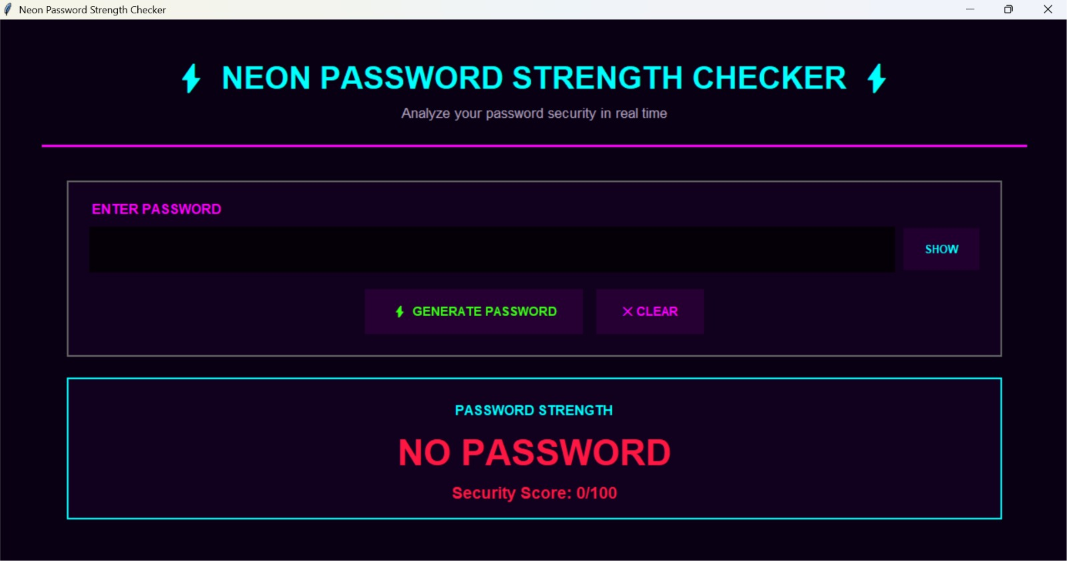 Neon Password Strength Checker
⚡ NEON PASSWORD STRENGTH CHECKER ⚡
Analyze your password security in real time
ENTER PASSWORD
SHOW
⚡ GENERATE PASSWORD
✕ CLEAR
PASSWORD STRENGTH
NO PASSWORD
Security Score: 0/100